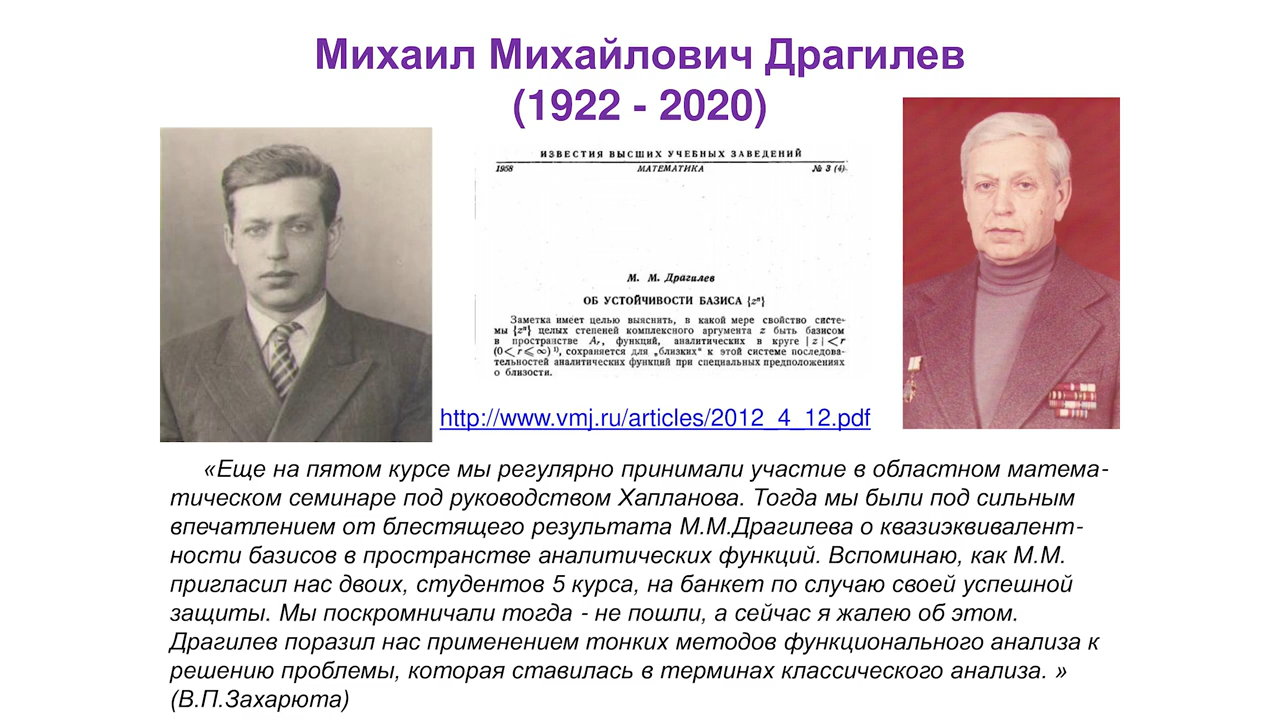 Михаил Михайлович Драгилев
(1922 - 2020)
ИЗВЕСТИЯ ВЫСШИХ УЧЕБНЫХ ЗАВЕДЕНИЙ
1958 МАТЕМАТИКА № 3 (4)
М. М. Драгилев
ОБ УСТОЙЧИВОСТИ БАЗИСА {zⁿ}
Заметка имеет целью выяснить, в какой мере свойство систе-
мы {zⁿ} целых степеней комплексного аргумента z быть базисом
в пространстве Aᵣ, функций, аналитических в круге |z|<r
(0<r⩽∞) ¹⁾, сохраняется для „близких“ к этой системе последова-
тельностей аналитических функций при специальных предположениях
о близости.
http://www.vmj.ru/articles/2012_4_12.pdf
«Еще на пятом курсе мы регулярно принимали участие в областном матема-
тическом семинаре под руководством Хапланова. Тогда мы были под сильным
впечатлением от блестящего результата М.М.Драгилева о квазиэквивалент-
ности базисов в пространстве аналитических функций. Вспоминаю, как М.М.
пригласил нас двоих, студентов 5 курса, на банкет по случаю своей успешной
защиты. Мы поскромничали тогда - не пошли, а сейчас я жалею об этом.
Драгилев поразил нас применением тонких методов функционального анализа к
решению проблемы, которая ставилась в терминах классического анализа. »
(В.П.Захарюта)